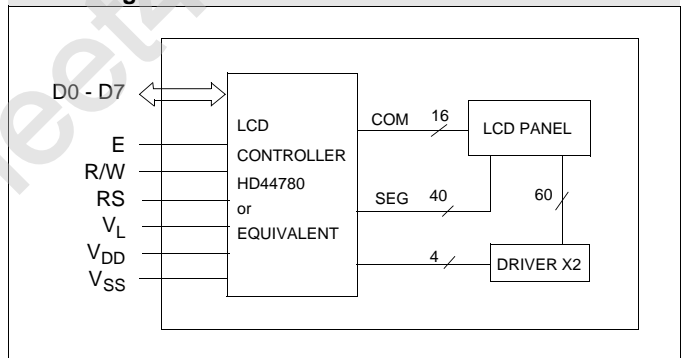 D0 - D7
E
R/W
RS
VL
VDD
VSS
LCD
CONTROLLER
HD44780
or
EQUIVALENT
COM 16
SEG 40
4
LCD PANEL
60
DRIVER X2